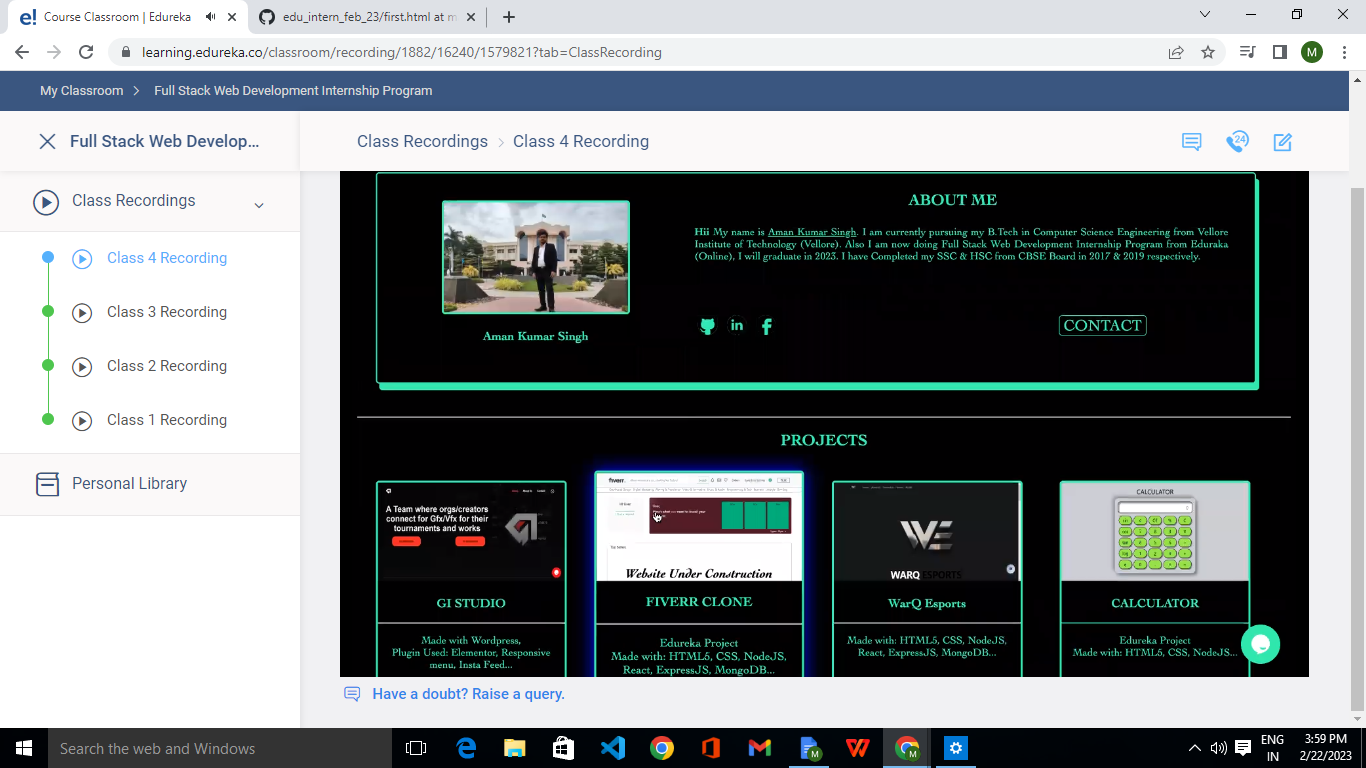 Course Classroom | Edureka
edu_intern_feb_23/first.html at m
learning.edureka.co/classroom/recording/1882/16240/1579821?tab=ClassRecording
M
My Classroom
Full Stack Web Development Internship Program
Full Stack Web Develop...
Class Recordings
Class 4 Recording
24
Class Recordings
Class 4 Recording
Class 3 Recording
Class 2 Recording
Class 1 Recording
Personal Library
ABOUT ME
Hii My name is Aman Kumar Singh. I am currently pursuing my B.Tech in Computer Science Engineering from Vellore
Institute of Technology (Vellore). Also I am now doing Full Stack Web Development Internship Program from Eduraka
(Online), I will graduate in 2023. I have Completed my SSC & HSC from CBSE Board in 2017 & 2019 respectively.
Aman Kumar Singh
in
CONTACT
PROJECTS
A Team where orgs/creators
connect for Gfx/Vfx for their
tournaments and works
GI STUDIO
Made with Wordpress,
Plugin Used: Elementor, Responsive
menu, Insta Feed...
fiverr.
Website Under Construction
FIVERR CLONE
Edureka Project
Made with: HTML5, CSS, NodeJS,
React, ExpressJS, MongoDB...
WE
WARQ ESPORTS
WarQ Esports
Made with: HTML5, CSS, NodeJS,
React, ExpressJS, MongoDB...
CALCULATOR
CALCULATOR
Edureka Project
Made with: HTML5, CSS, NodeJS...
Have a doubt? Raise a query.
Search the web and Windows
ENG
IN
3:59 PM
2/22/2023